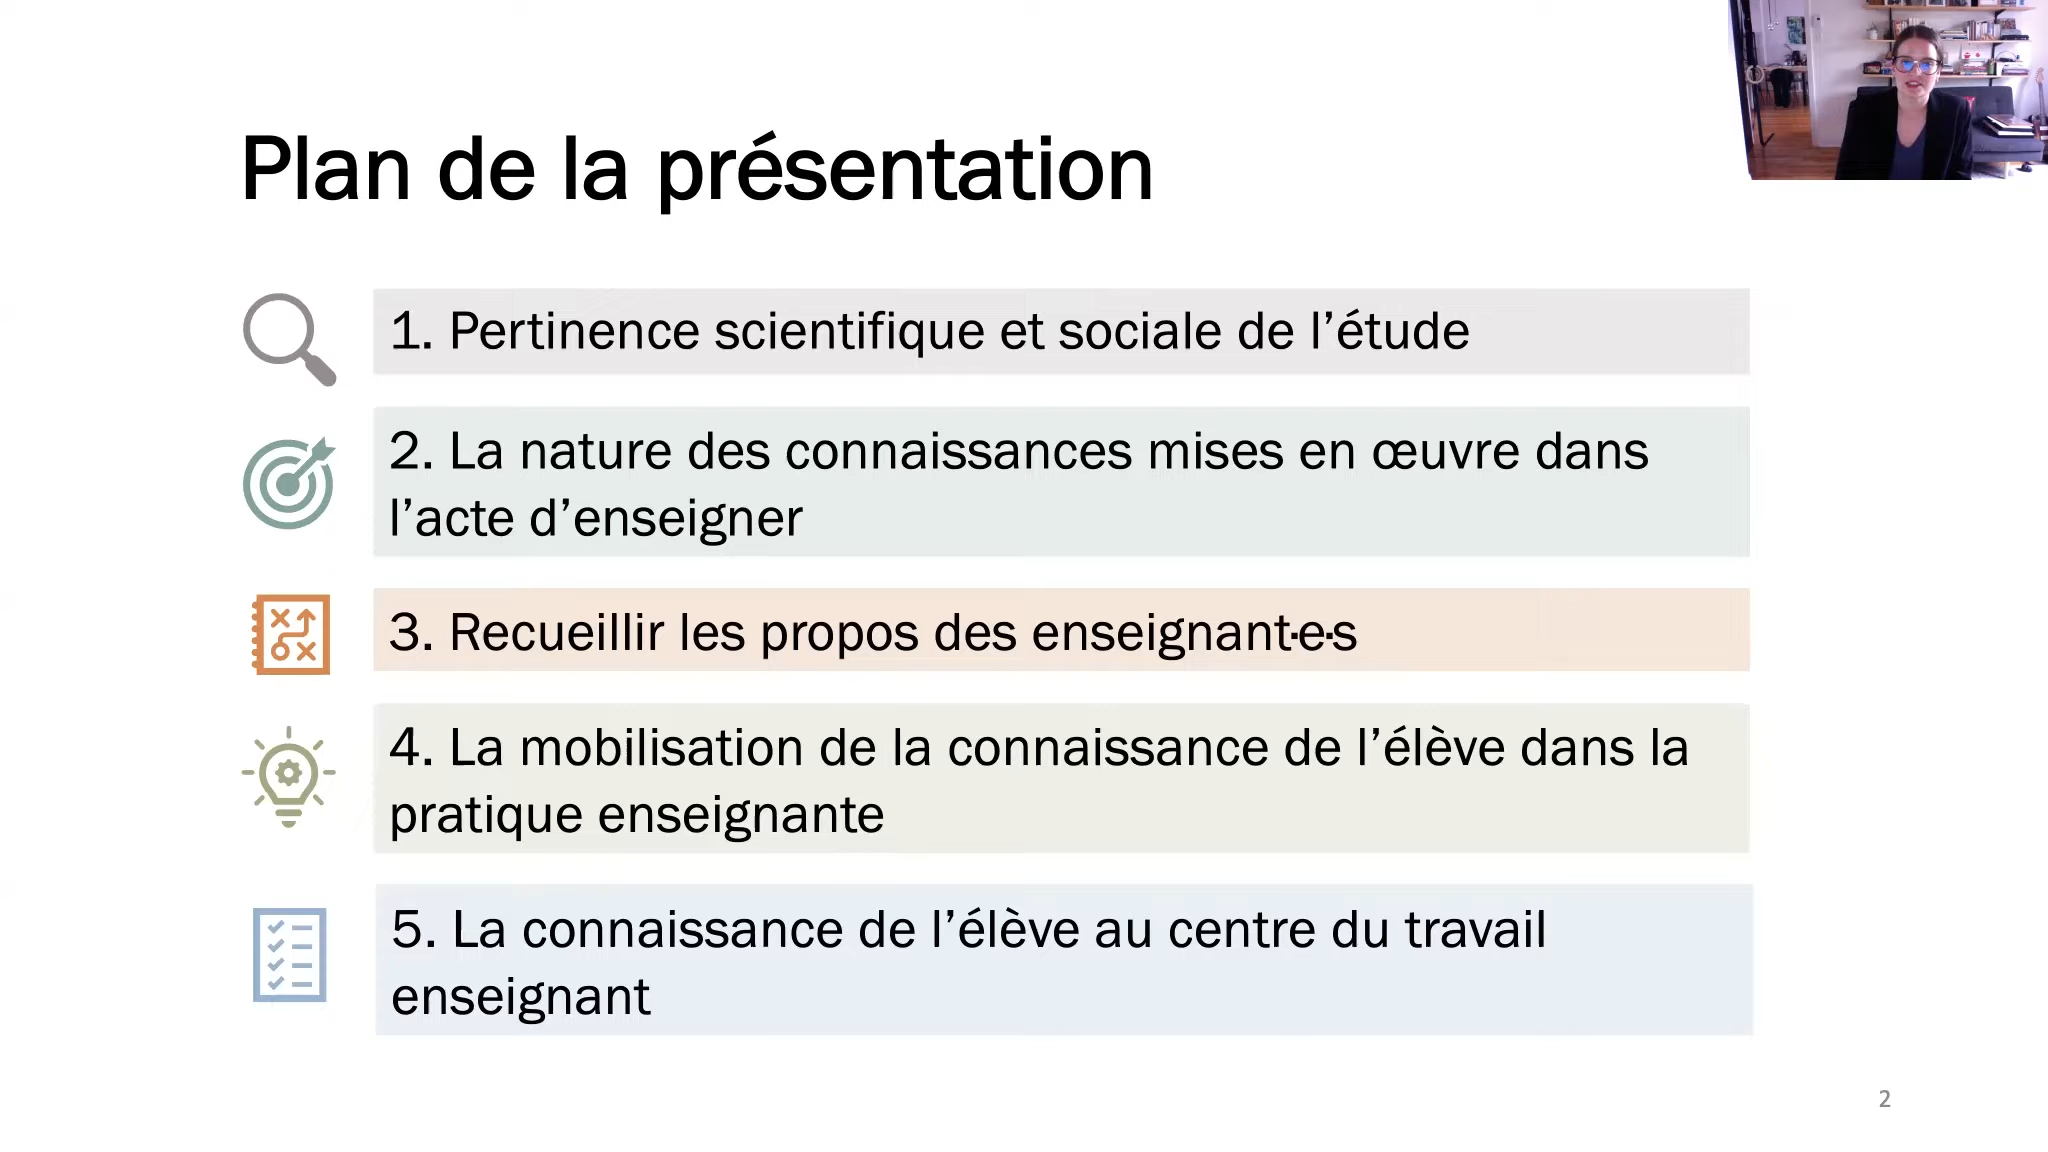 Plan de la présentation
1. Pertinence scientifique et sociale de l’étude
2. La nature des connaissances mises en œuvre dans
l’acte d’enseigner
3. Recueillir les propos des enseignant·e·s
4. La mobilisation de la connaissance de l’élève dans la
pratique enseignante
5. La connaissance de l’élève au centre du travail
enseignant
2